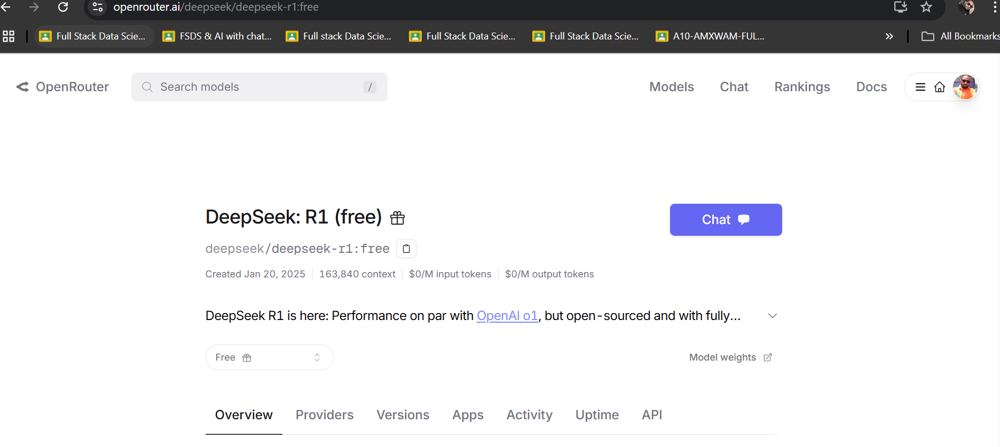 openrouter.ai/deepseek/deepseek-r1:free
Full Stack Data Scie... FSDS & AI with chat... Full stack Data Scie... Full Stack Data Scie... Full Stack Data Scie... A10-AMXWAM-FUL... » All Bookmarks
OpenRouter Search models / Models Chat Rankings Docs
DeepSeek: R1 (free) Chat
deepseek/deepseek-r1:free
Created Jan 20, 2025 163,840 context $0/M input tokens $0/M output tokens
DeepSeek R1 is here: Performance on par with OpenAI o1, but open-sourced and with fully...
Free Model weights
Overview Providers Versions Apps Activity Uptime API